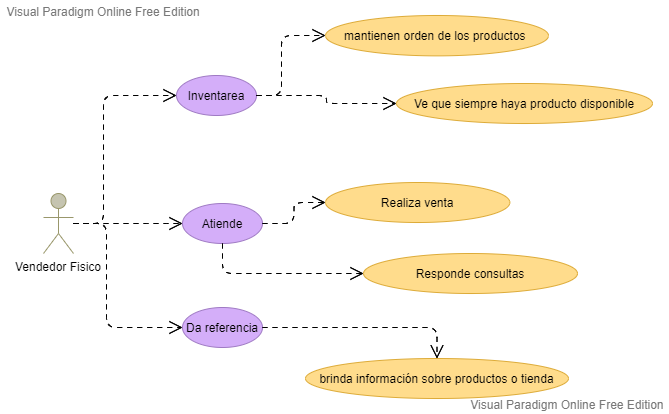 Visual Paradigm Online Free Edition
mantienen orden de los productos
Inventarea
Ve que siempre haya producto disponible
Realiza venta
Atiende
Vendedor Fisico
Responde consultas
Da referencia
brinda información sobre productos o tienda
Visual Paradigm Online Free Edition